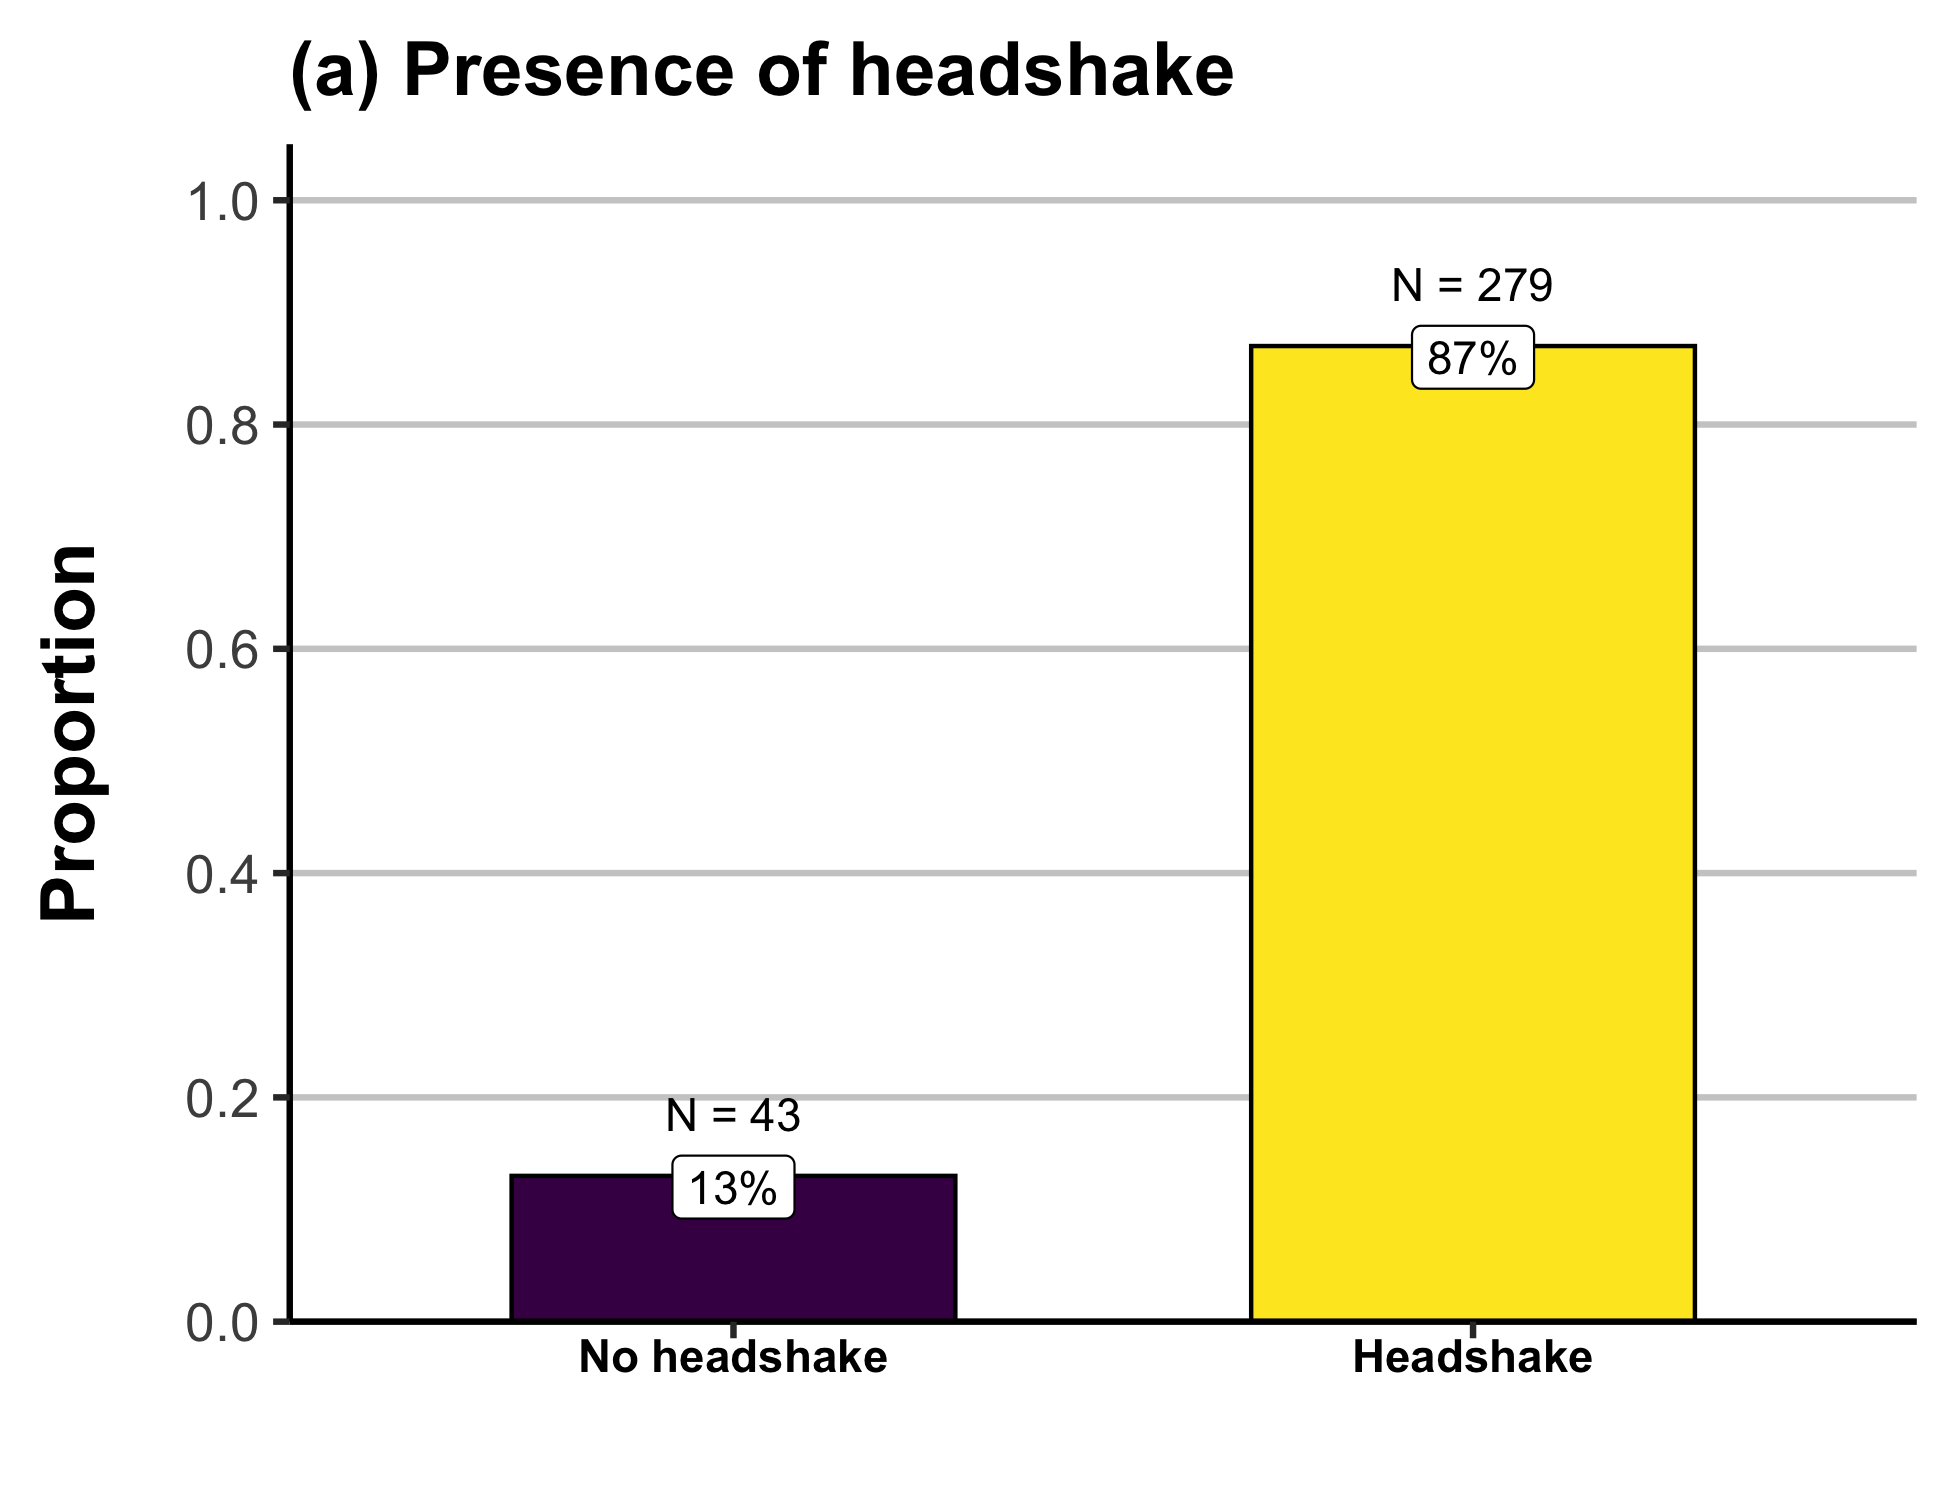 (a) Presence of headshake
Proportion
1.0
0.8
0.6
0.4
0.2
0.0
N = 279
87%
N = 43
13%
No headshake
Headshake